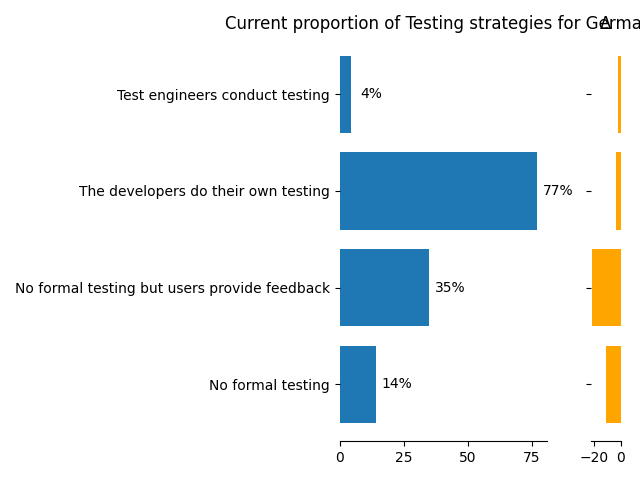 Current proportion of Testing strategies for Germa
Test engineers conduct testing
4%
The developers do their own testing
77%
No formal testing but users provide feedback
35%
No formal testing
14%
0 25 50 75
−20 0